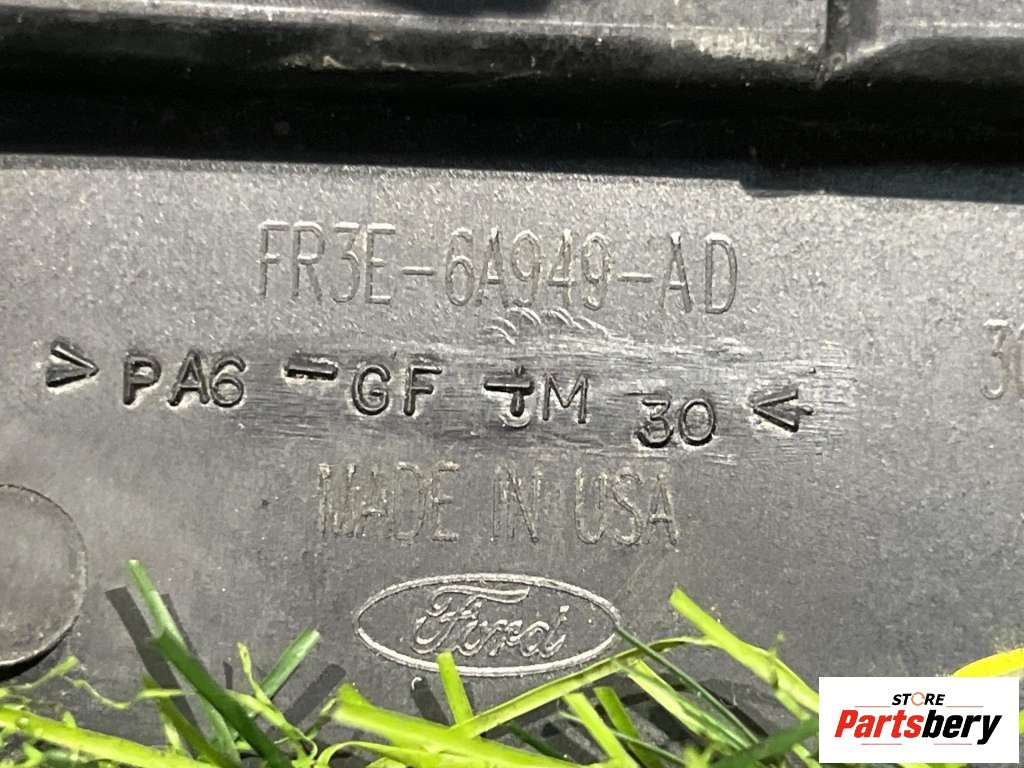 FR3E-6A949-AD
>PA6-GF+M 30<
MADE IN USA
Ford
STORE
Partsbery